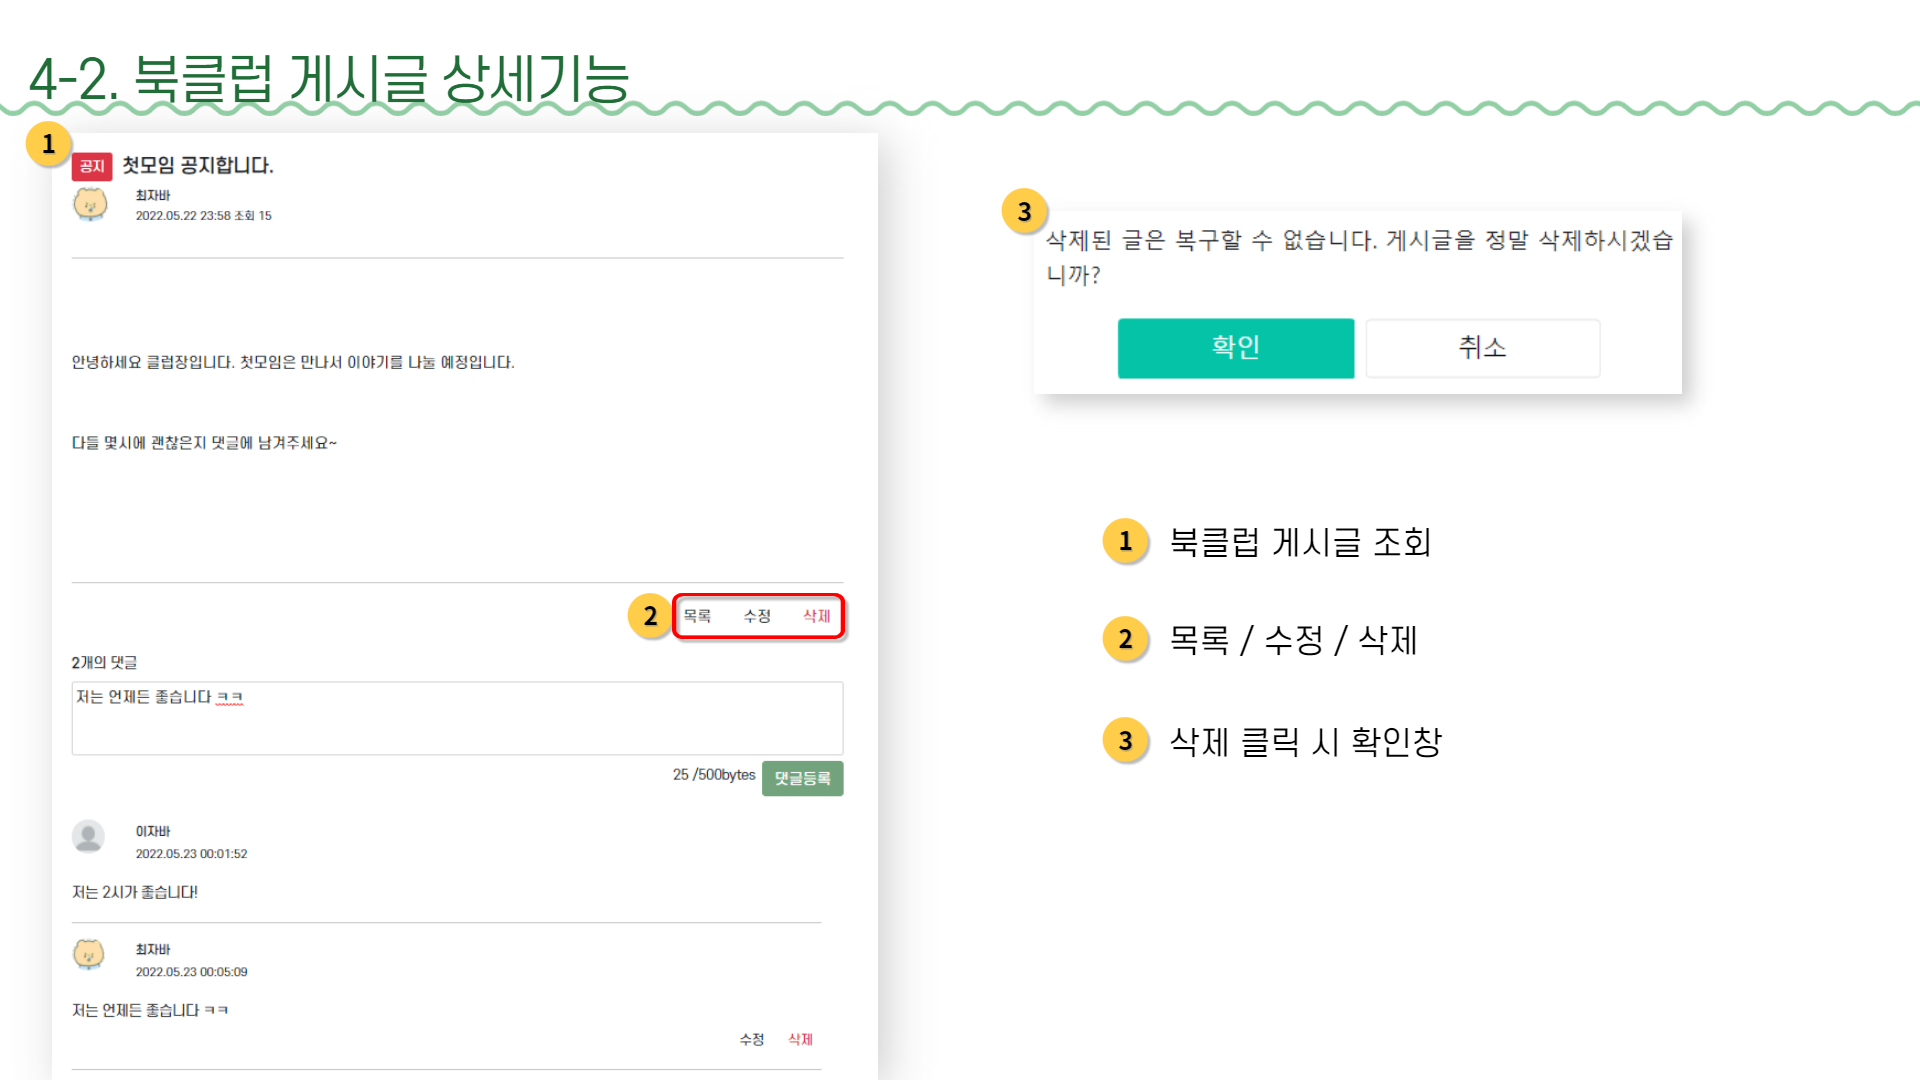 4-2. 북클럽 게시글 상세기능
1
공지 첫모임 공지합니다.
최자바
2022.05.22 23:58 조회 15
안녕하세요 클럽장입니다. 첫모임은 만나서 이야기를 나눌 예정입니다.
다들 몇시에 괜찮은지 댓글에 남겨주세요~
2 목록 수정 삭제
2개의 댓글
저는 언제든 좋습니다 ㅋㅋ
25 /500bytes 댓글등록
이자바
2022.05.23 00:01:52
저는 2시가 좋습니다!
최자바
2022.05.23 00:05:09
저는 언제든 좋습니다 ㅋㅋ
수정 삭제
3
삭제된 글은 복구할 수 없습니다. 게시글을 정말 삭제하시겠습
니까?
확인 취소
1 북클럽 게시글 조회
2 목록 / 수정 / 삭제
3 삭제 클릭 시 확인창